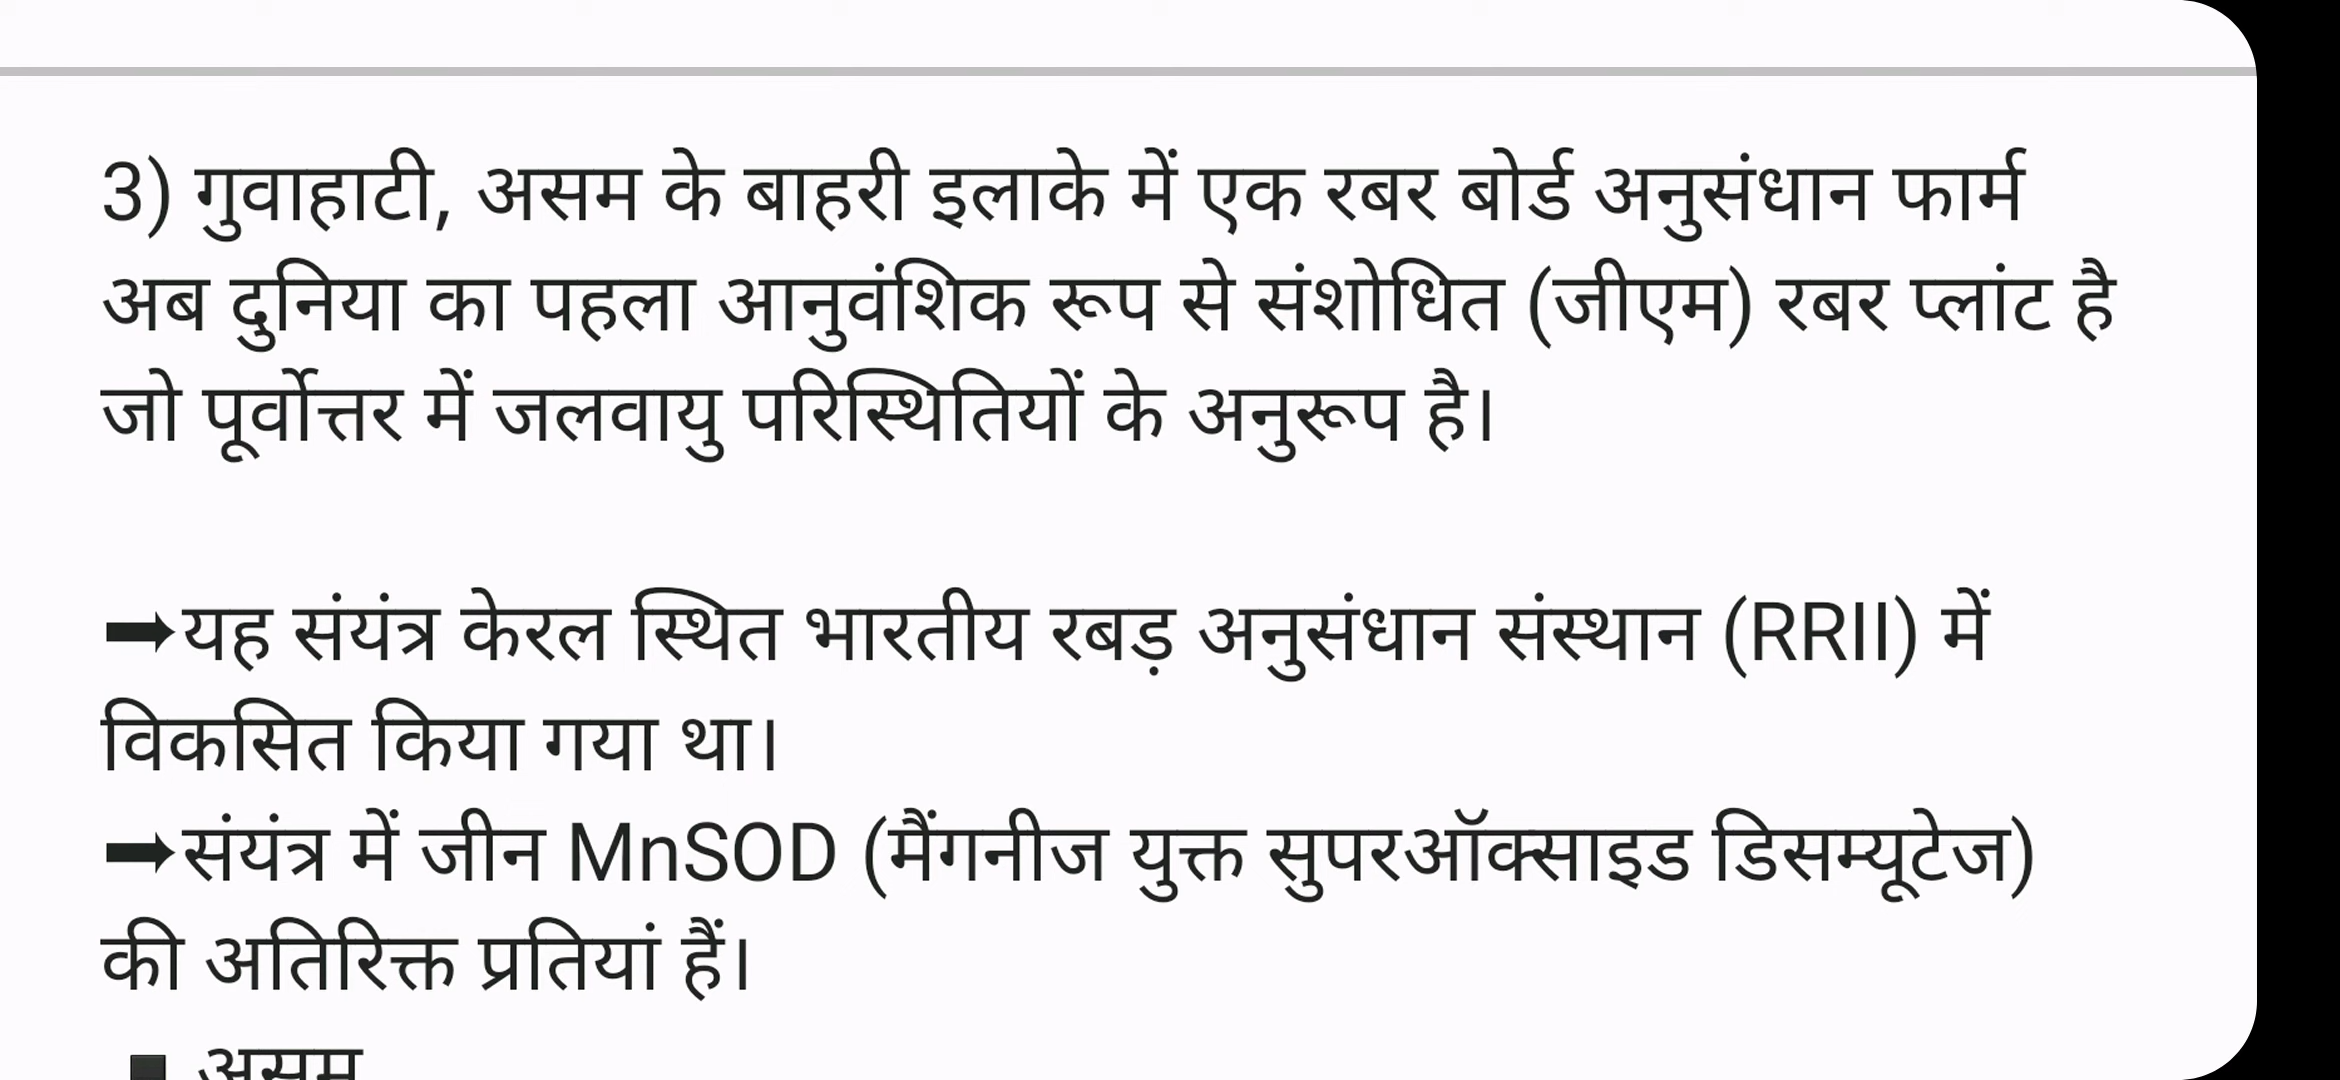 3) गुवाहाटी, असम के बाहरी इलाके में एक रबर बोर्ड अनुसंधान फार्म
अब दुनिया का पहला आनुवंशिक रूप से संशोधित (जीएम) रबर प्लांट है
जो पूर्वोत्तर में जलवायु परिस्थितियों के अनुरूप है।
➡यह संयंत्र केरल स्थित भारतीय रबड़ अनुसंधान संस्थान (RRII) में
विकसित किया गया था।
➡संयंत्र में जीन MnSOD (मैंगनीज युक्त सुपरऑक्साइड डिसम्यूटेज)
की अतिरिक्त प्रतियां हैं।
▪ असम